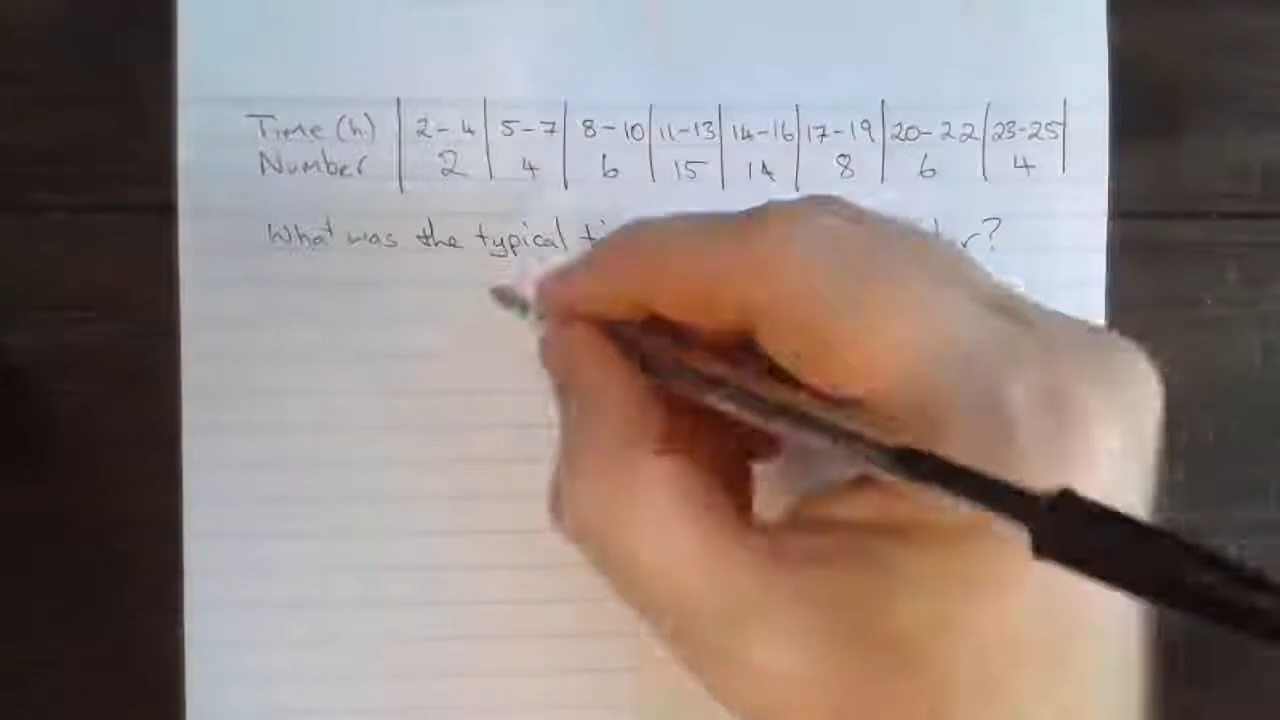 Time (h) 2-4 5-7 8-10 11-13 14-16 17-19 20-22 23-25
Number 2 4 6 15 14 8 6 4
What was the typical